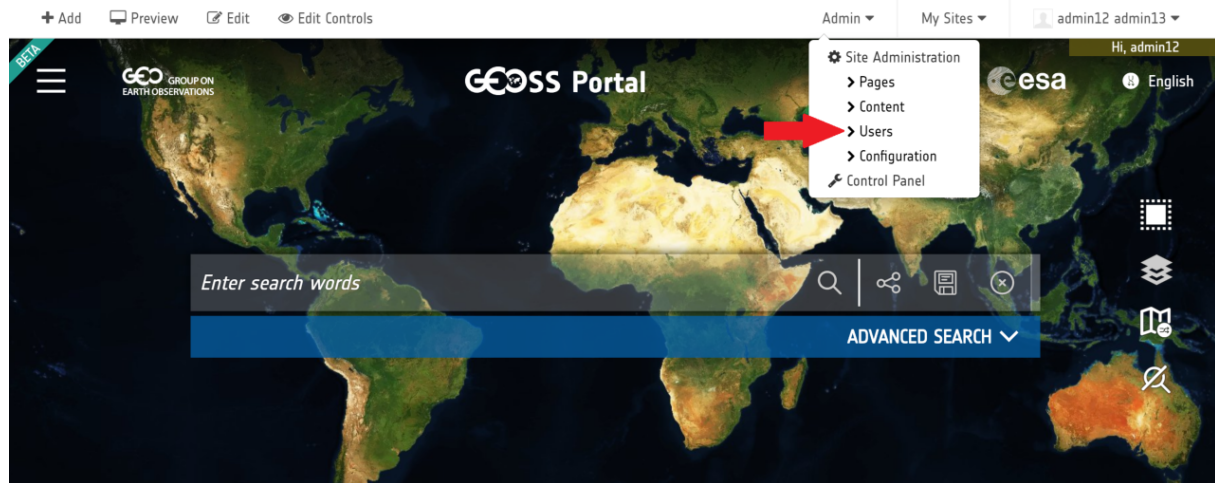 Add Preview Edit Edit Controls Admin My Sites admin12 admin13
BETA
Hi, admin12
GEO GROUP ON
EARTH OBSERVATIONS
GEOSS Portal
esa
English
Site Administration
Pages
Content
Users
Configuration
Control Panel
Enter search words
ADVANCED SEARCH